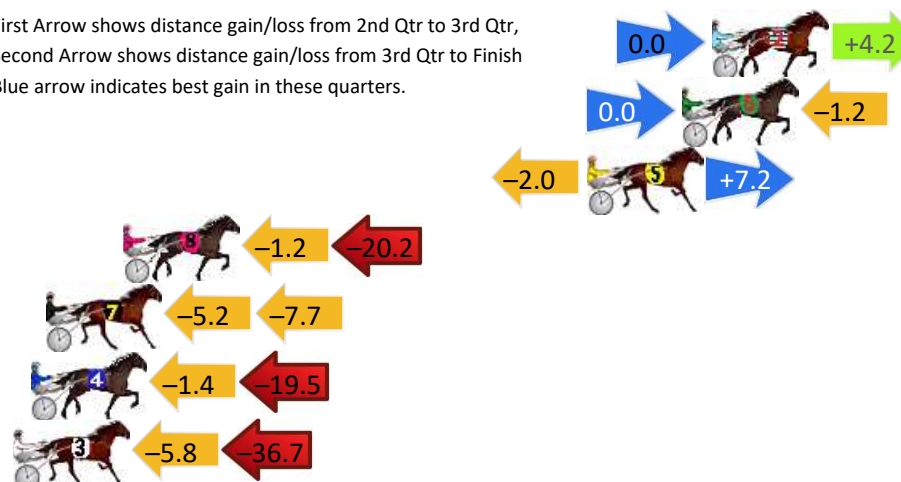 irst Arrow shows distance gain/loss from 2nd Qtr to 3rd Qtr,
econd Arrow shows distance gain/loss from 3rd Qtr to Finish
Blue arrow indicates best gain in these quarters.
0.0 +4.2
0.0 –1.2
–2.0 5 +7.2
8 –1.2 –20.2
7 –5.2 –7.7
4 –1.4 –19.5
3 –5.8 –36.7